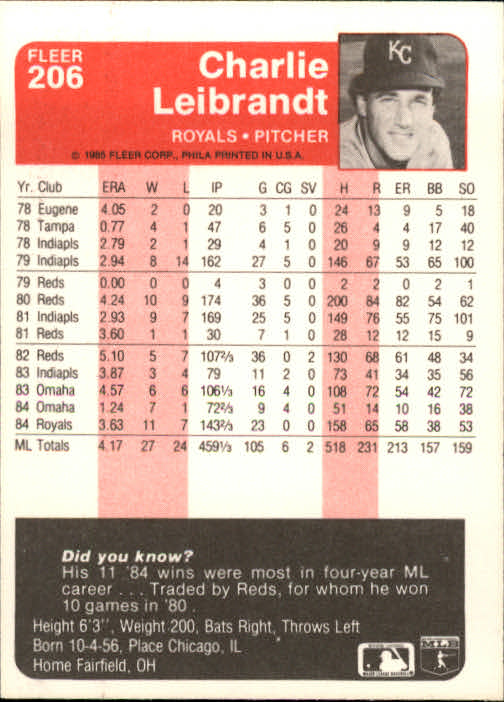 FLEER
206
Charlie
Leibrandt
ROYALS • PITCHER
© 1985 FLEER CORP., PHILA PRINTED IN U.S.A.
KC
Yr. Club ERA W L IP G CG SV H R ER BB SO
78 Eugene 4.05 2 0 20 3 1 0 24 13 9 5 18
78 Tampa 0.77 4 1 47 6 5 0 26 4 4 17 40
78 Indiapls 2.79 2 1 29 4 1 0 20 9 9 12 12
79 Indiapls 2.94 8 14 162 27 5 0 146 67 53 65 100
79 Reds 0.00 0 0 4 3 0 0 2 2 0 2 1
80 Reds 4.24 10 9 174 36 5 0 200 84 82 54 62
81 Indiapls 2.93 9 7 169 25 5 0 149 76 55 75 101
81 Reds 3.60 1 1 30 7 1 0 28 12 12 15 9
82 Reds 5.10 5 7 107⅔ 36 0 2 130 68 61 48 34
83 Indiapls 3.87 3 4 79 11 2 0 73 41 34 35 56
83 Omaha 4.57 6 6 106⅓ 16 4 0 108 72 54 42 72
84 Omaha 1.24 7 1 72⅔ 9 4 0 51 14 10 16 38
84 Royals 3.63 11 7 143⅔ 23 0 0 158 65 58 38 53
ML Totals 4.17 27 24 459⅓ 105 6 2 518 231 213 157 159
Did you know?
His 11 '84 wins were most in four-year ML
career . . . Traded by Reds, for whom he won
10 games in '80 .
Height 6'3", Weight 200, Bats Right, Throws Left
Born 10-4-56, Place Chicago, IL
Home Fairfield, OH